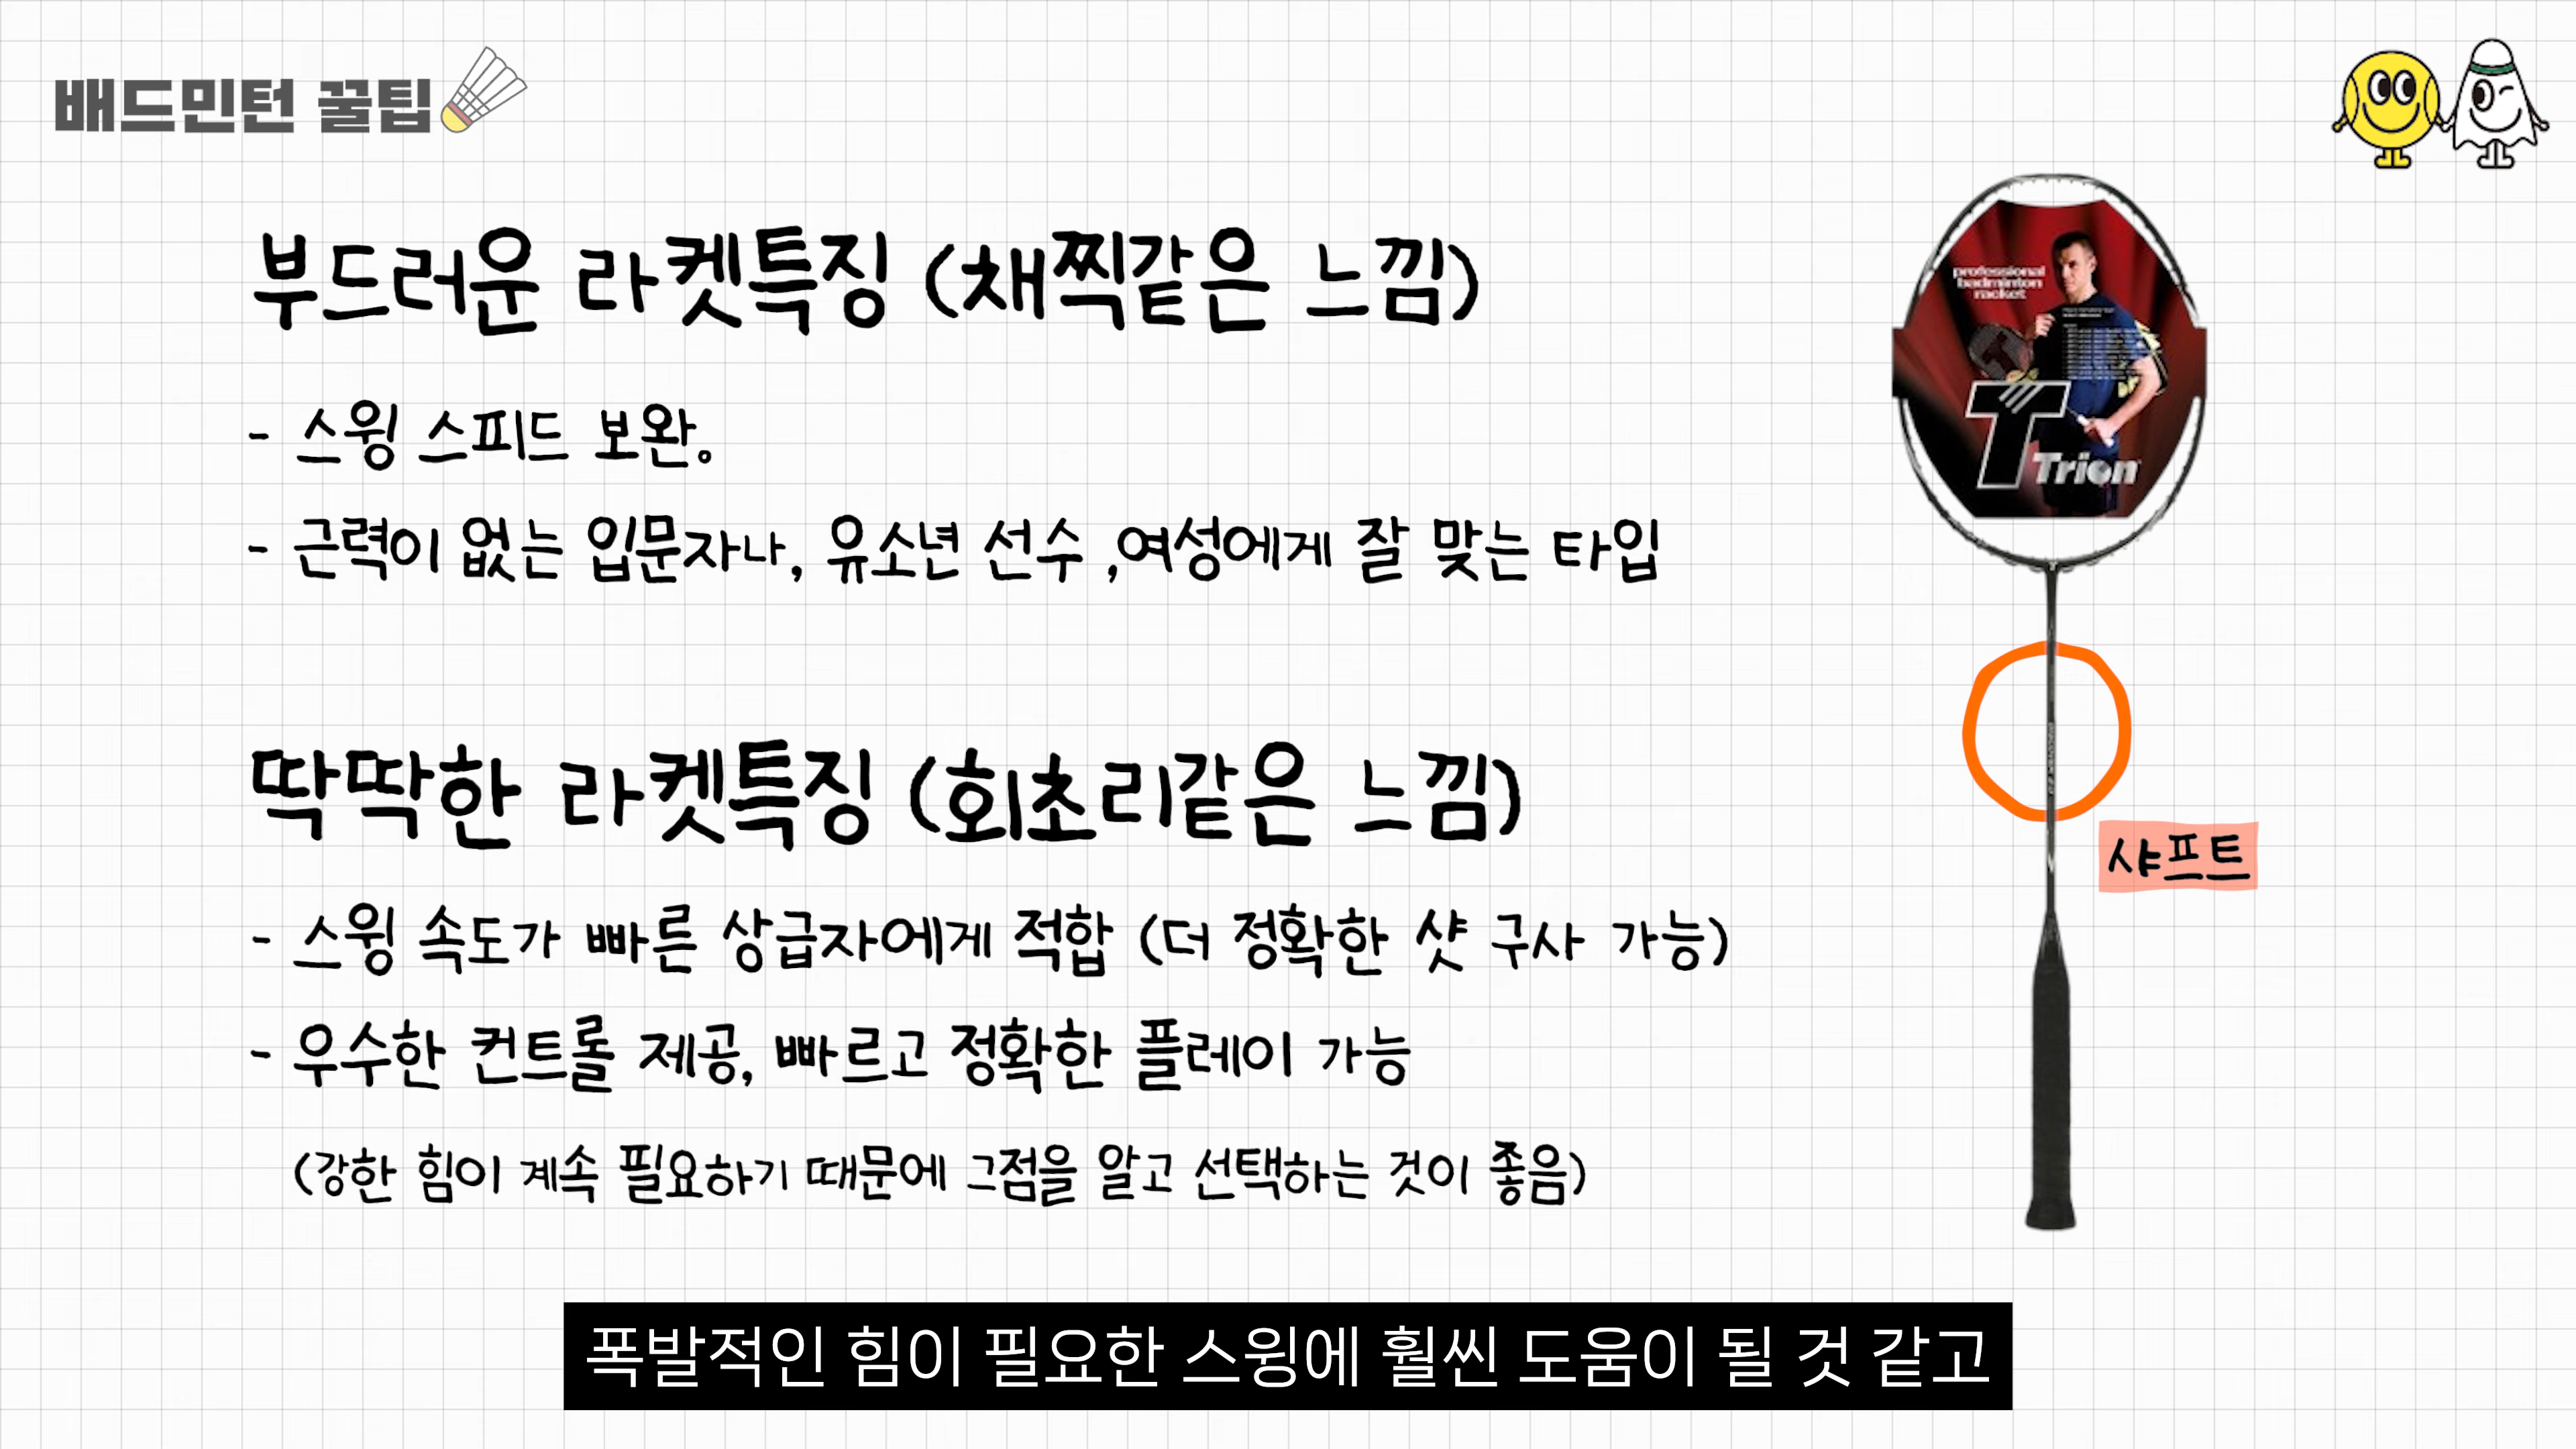 배드민턴 꿀팁
부드러운 라켓특징 (채찍같은 느낌)
- 스윙 스피드 보완.
- 근력이 없는 입문자나, 유소년 선수 ,여성에게 잘 맞는 타입
professional
badminton
racket
T
Trion
딱딱한 라켓특징 (회초리같은 느낌)
샤프트
- 스윙 속도가 빠른 상급자에게 적합 (더 정확한 샷 구사 가능)
- 우수한 컨트롤 제공, 빠르고 정확한 플레이 가능
(강한 힘이 계속 필요하기 때문에 그점을 알고 선택하는 것이 좋음)
폭발적인 힘이 필요한 스윙에 훨씬 도움이 될 것 같고